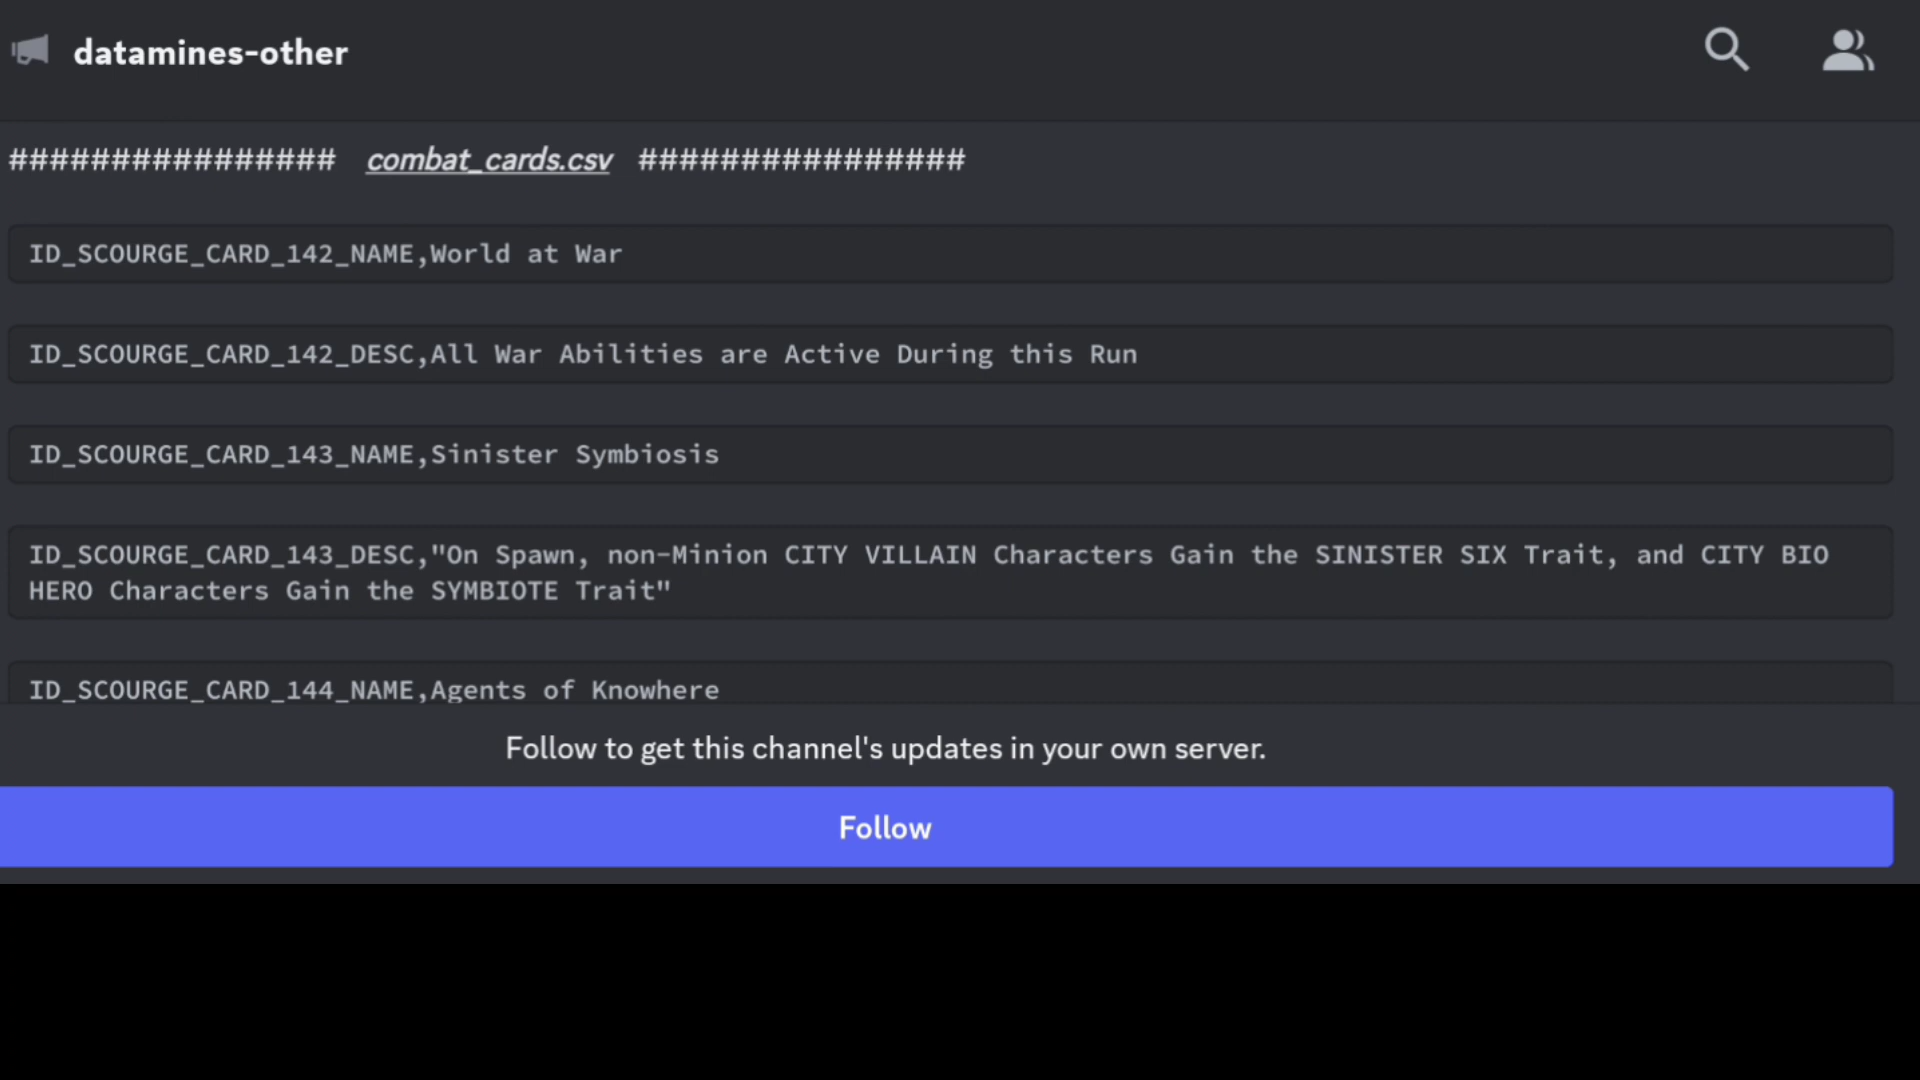 datamines-other
################ combat_cards.csv ################
ID_SCOURGE_CARD_142_NAME,World at War
ID_SCOURGE_CARD_142_DESC,All War Abilities are Active During this Run
ID_SCOURGE_CARD_143_NAME,Sinister Symbiosis
ID_SCOURGE_CARD_143_DESC,"On Spawn, non-Minion CITY VILLAIN Characters Gain the SINISTER SIX Trait, and CITY BIO
HERO Characters Gain the SYMBIOTE Trait"
ID_SCOURGE_CARD_144_NAME,Agents of Knowhere
Follow to get this channel's updates in your own server.
Follow